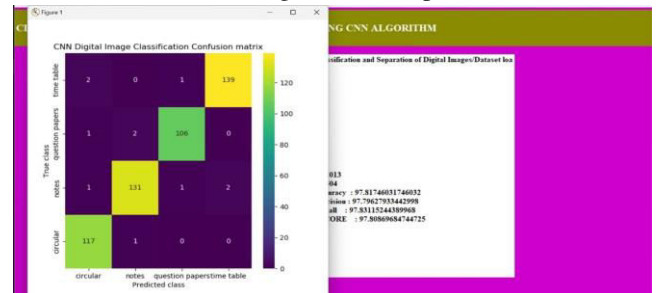 Figure 1
NG CNN ALGORITHM
CNN Digital Image Classification Confusion matrix
ssification and Separation of Digital Images/Dataset loa
time table
2 0 1 139
120
100
question papers
1 2 106 0
80
True class
60
notes
1 131 1 2
40
circular
117 1 0 0
20
0
circular notes question papers time table
Predicted class
013
04
uracy : 97.81746031746032
ision : 97.79627933442998
all : 97.83115244389968
ORE : 97.80869684744725